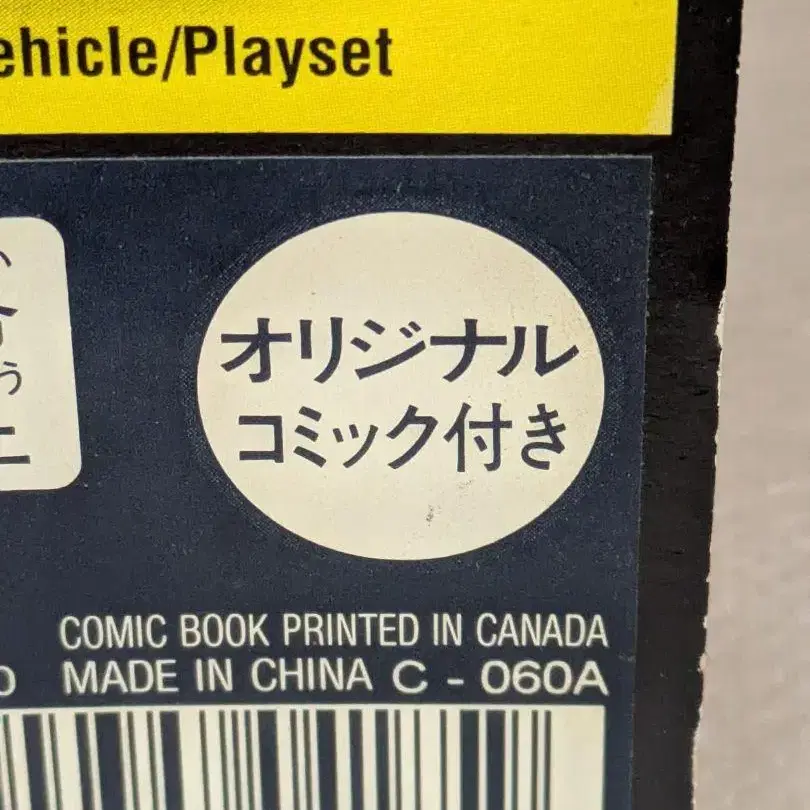 ehicle/Playset
オリジナル
コミック付き
COMIC BOOK PRINTED IN CANADA
MADE IN CHINA C - 060A